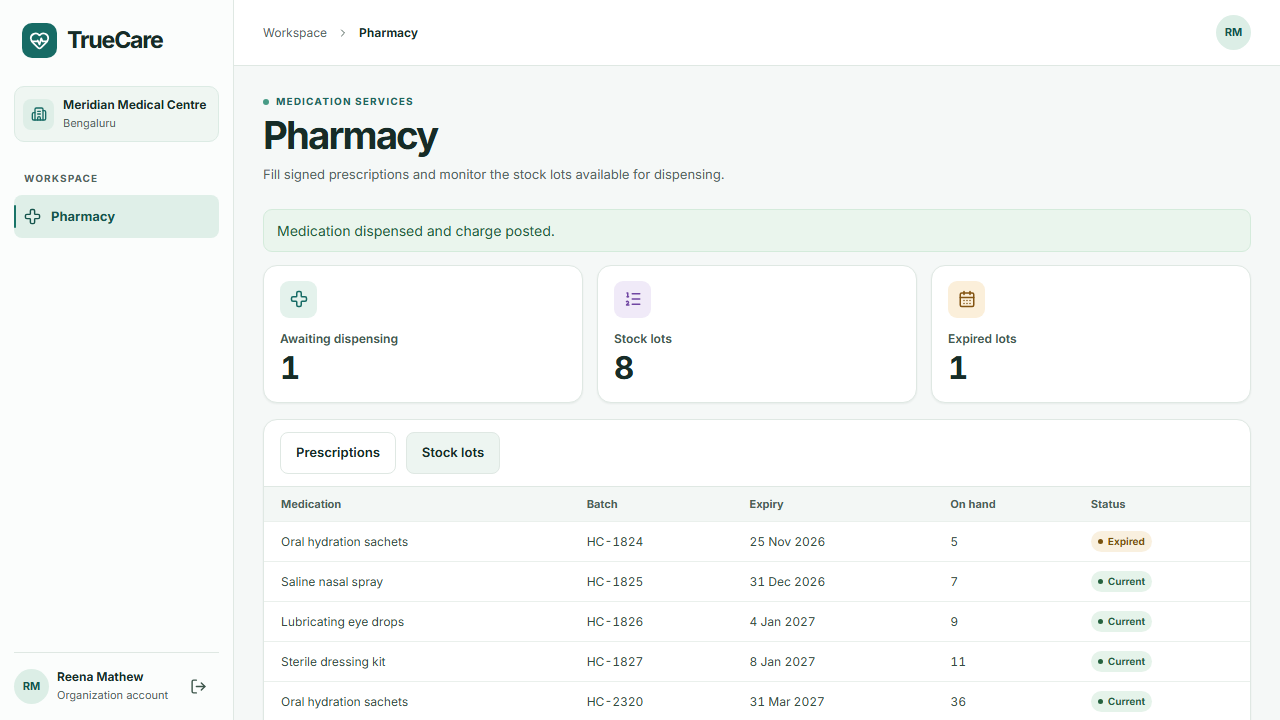 TrueCare
Meridian Medical Centre
Bengaluru
WORKSPACE
Pharmacy
RM
Reena Mathew
Organization account
Workspace > Pharmacy
RM
MEDICATION SERVICES
Pharmacy
Fill signed prescriptions and monitor the stock lots available for dispensing.
Medication dispensed and charge posted.
Awaiting dispensing
1
Stock lots
8
Expired lots
1
Prescriptions Stock lots
Medication Batch Expiry On hand Status
Oral hydration sachets HC-1824 25 Nov 2026 5 Expired
Saline nasal spray HC-1825 31 Dec 2026 7 Current
Lubricating eye drops HC-1826 4 Jan 2027 9 Current
Sterile dressing kit HC-1827 8 Jan 2027 11 Current
Oral hydration sachets HC-2320 31 Mar 2027 36 Current